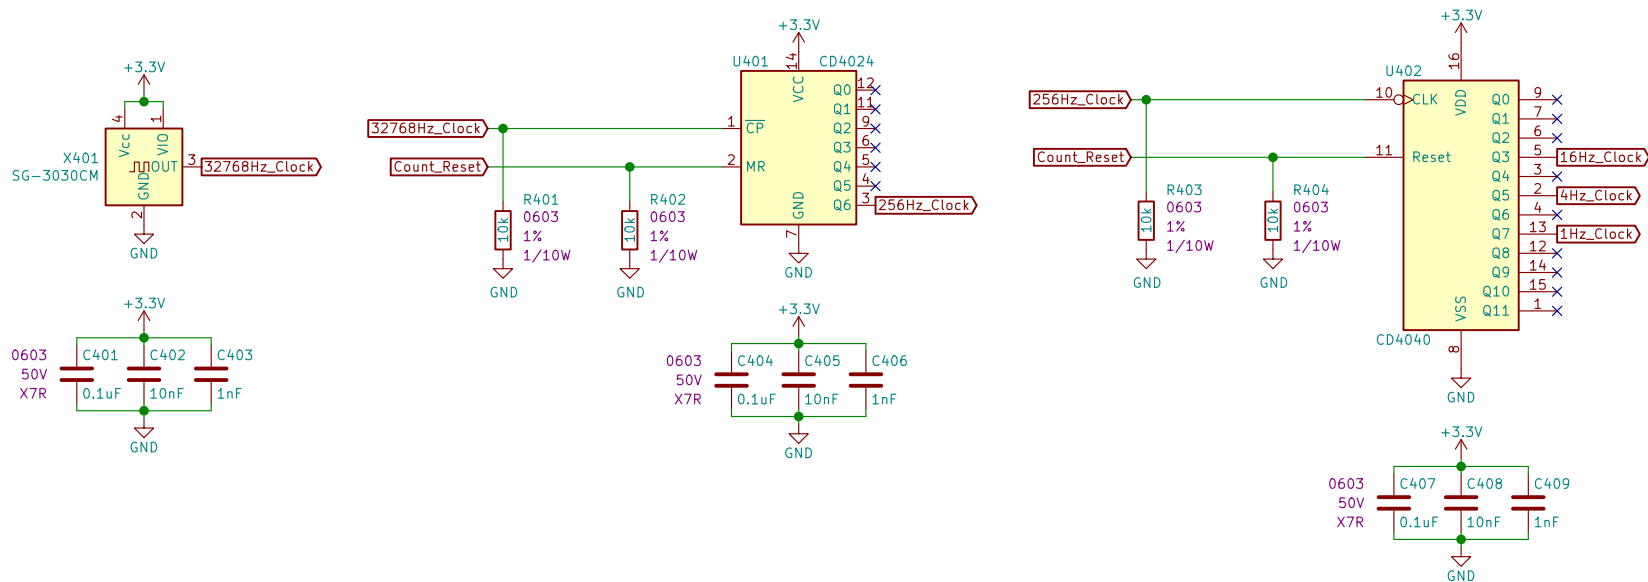 +3.3V
4
1
Vcc
VIO
X401
SG-3030CM
OUT
3
32768Hz_Clock
GND
2
GND
+3.3V
0603
50V
X7R
C401
0.1uF
C402
10nF
C403
1nF
GND
32768Hz_Clock
Count_Reset
R401
0603
1%
1/10W
10k
GND
R402
0603
1%
1/10W
10k
GND
+3.3V
U401
14
CD4024
VCC
1
CP
2
MR
Q0
12
Q1
11
Q2
9
Q3
6
Q4
5
Q5
4
Q6
3
256Hz_Clock
GND
7
GND
+3.3V
0603
50V
X7R
C404
0.1uF
C405
10nF
C406
1nF
GND
256Hz_Clock
Count_Reset
R403
0603
1%
1/10W
10k
GND
R404
0603
1%
1/10W
10k
GND
+3.3V
16
U402
VDD
10
CLK
11
Reset
Q0
9
Q1
7
Q2
6
Q3
5
16Hz_Clock
Q4
3
Q5
2
4Hz_Clock
Q6
4
Q7
13
1Hz_Clock
Q8
12
Q9
14
Q10
15
Q11
1
VSS
CD4040
8
GND
+3.3V
0603
50V
X7R
C407
0.1uF
C408
10nF
C409
1nF
GND